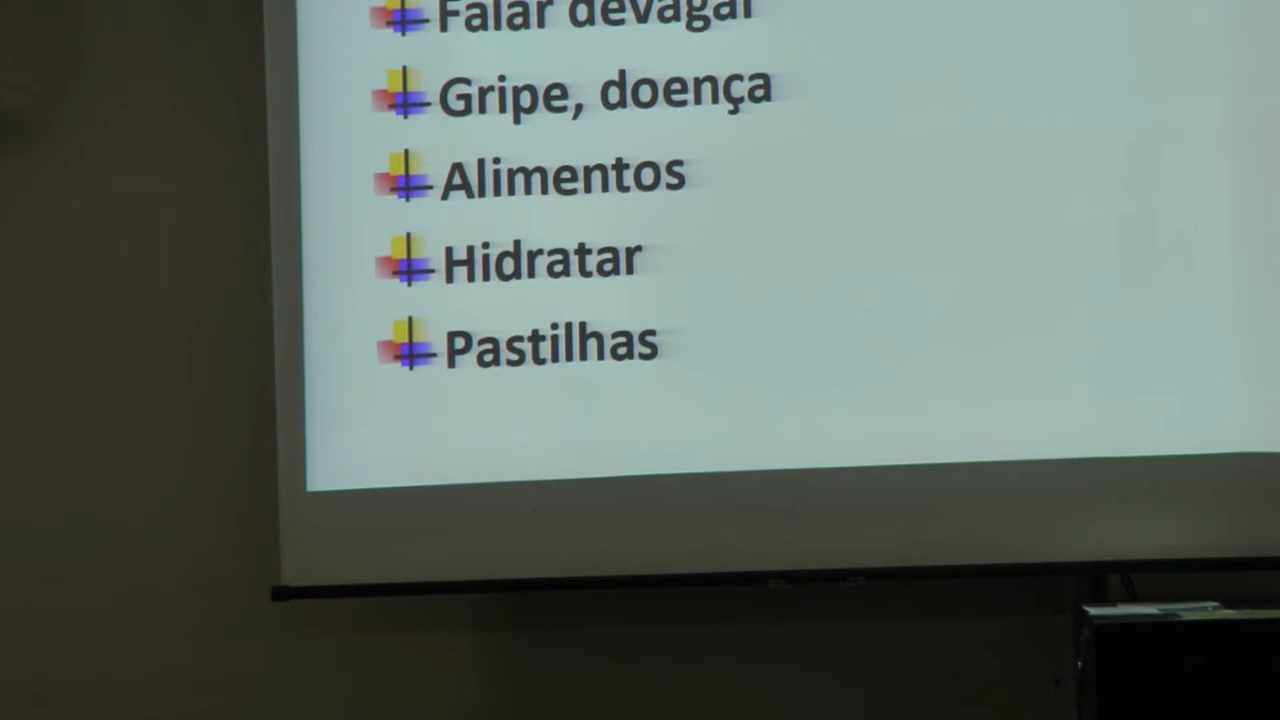 Falar devagar
Gripe, doença
Alimentos
Hidratar
Pastilhas